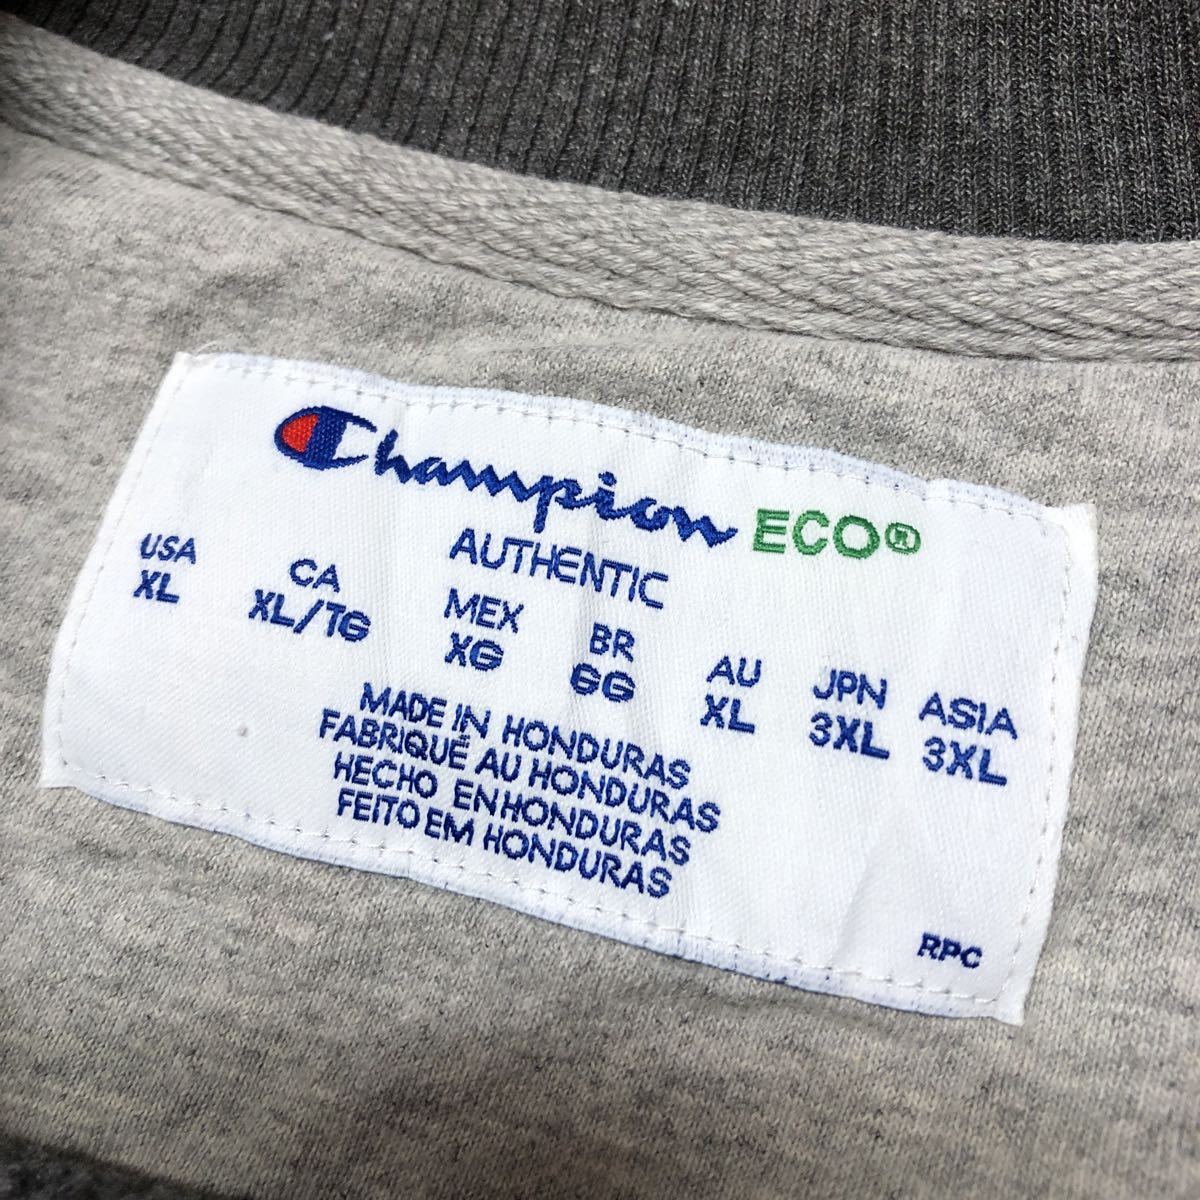 Champion ECO®
AUTHENTIC
USA CA MEX BR AU JPN ASIA
XL XL/TG XG GG XL 3XL 3XL
MADE IN HONDURAS
FABRIQUÉ AU HONDURAS
HECHO EN HONDURAS
FEITO EM HONDURAS
RPC